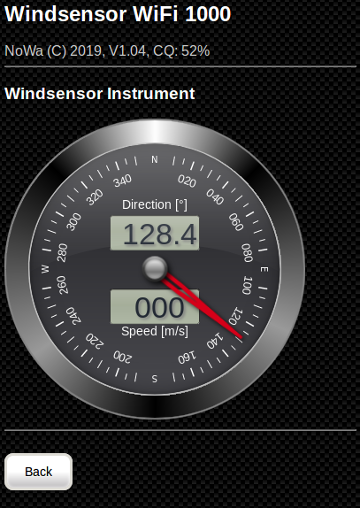 Windsensor WiFi 1000
NoWa (C) 2019, V1.04, CQ: 52%
Windsensor Instrument
N
020
040
060
080
E
100
120
140
160
S
200
220
240
260
W
280
300
320
340
Direction [°]
128.4
000
Speed [m/s]
Back